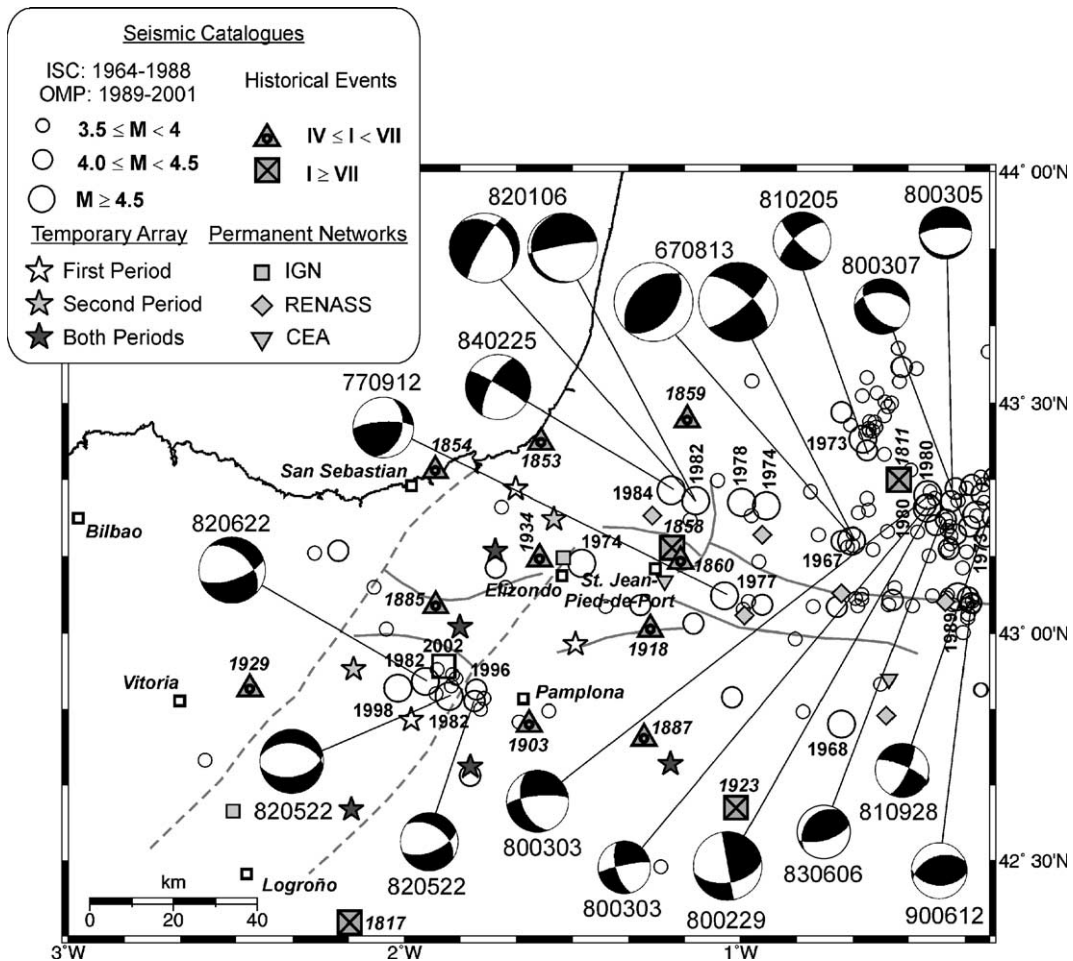 Seismic Catalogues
ISC: 1964-1988
OMP: 1989-2001
3.5 ≤ M < 4
4.0 ≤ M < 4.5
M ≥ 4.5
Historical Events
IV ≤ I < VII
I ≥ VII
Temporary Array
First Period
Second Period
Both Periods
Permanent Networks
IGN
RENASS
CEA
820106
810205
800305
670813
800307
840225
770912
44° 00'N
43° 30'
43° 00'
42° 30'
1859
1854
1853
San Sebastian
Bilbao
1973
1811
1980
1982
1978
1974
1984
1858
1934
1974
1860
1980
1967
1973
820622
Elizondo
St. Jean-
Pied-de-Port
1977
1885
1989
1918
2002
1982
1996
1929
Vitoria
1998
1982
Pamplona
1903
1887
1968
1923
820522
800303
810928
820522
830606
Logroño
800303
800229
900612
km
0
20
40
1817
3°W
2°W
1°W